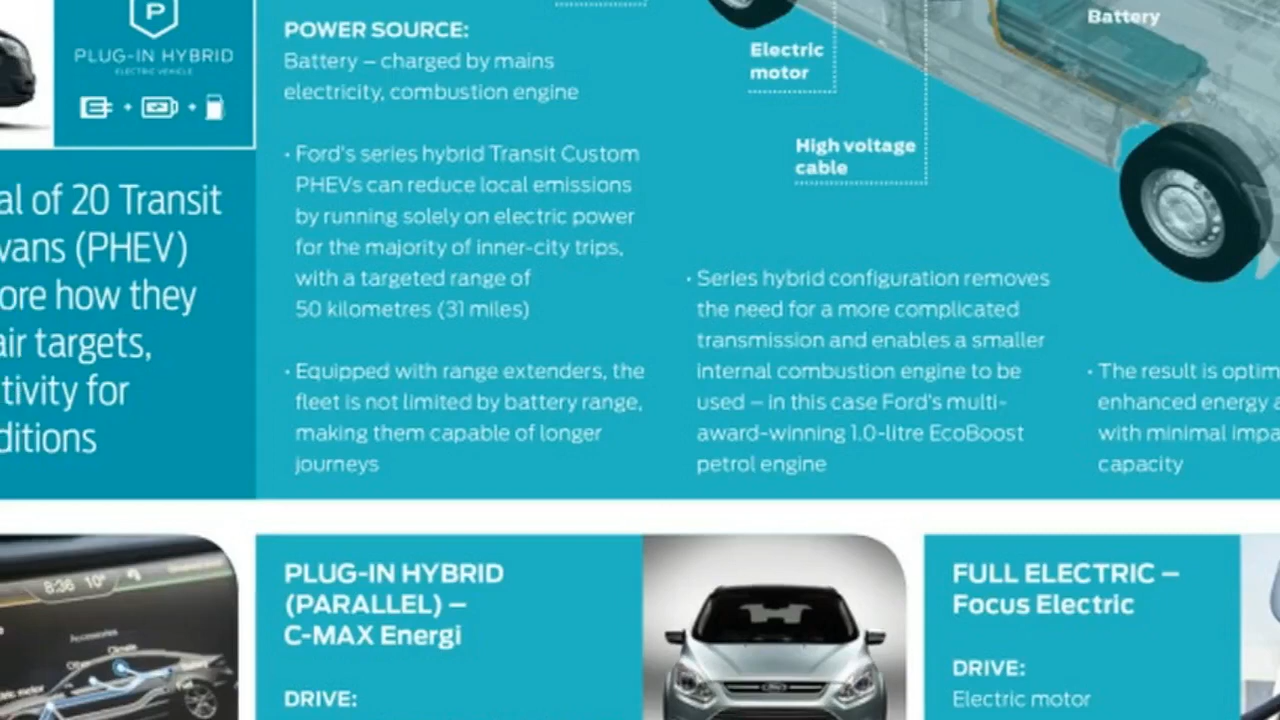 P
PLUG-IN HYBRID
ELECTRIC VEHICLE
al of 20 Transit
vans (PHEV)
ore how they
air targets,
tivity for
ditions
POWER SOURCE:
Battery – charged by mains
electricity, combustion engine
• Ford's series hybrid Transit Custom
PHEVs can reduce local emissions
by running solely on electric power
for the majority of inner-city trips,
with a targeted range of
50 kilometres (31 miles)
• Equipped with range extenders, the
fleet is not limited by battery range,
making them capable of longer
journeys
Electric
motor
High voltage
cable
Battery
• Series hybrid configuration removes
the need for a more complicated
transmission and enables a smaller
internal combustion engine to be
used – in this case Ford's multi-
award-winning 1.0-litre EcoBoost
petrol engine
• The result is optim
enhanced energy a
with minimal impa
capacity
8:36 10°
Accessories
Climate
PLUG-IN HYBRID
(PARALLEL) –
C-MAX Energi
DRIVE:
Ford
FULL ELECTRIC –
Focus Electric
DRIVE:
Electric motor